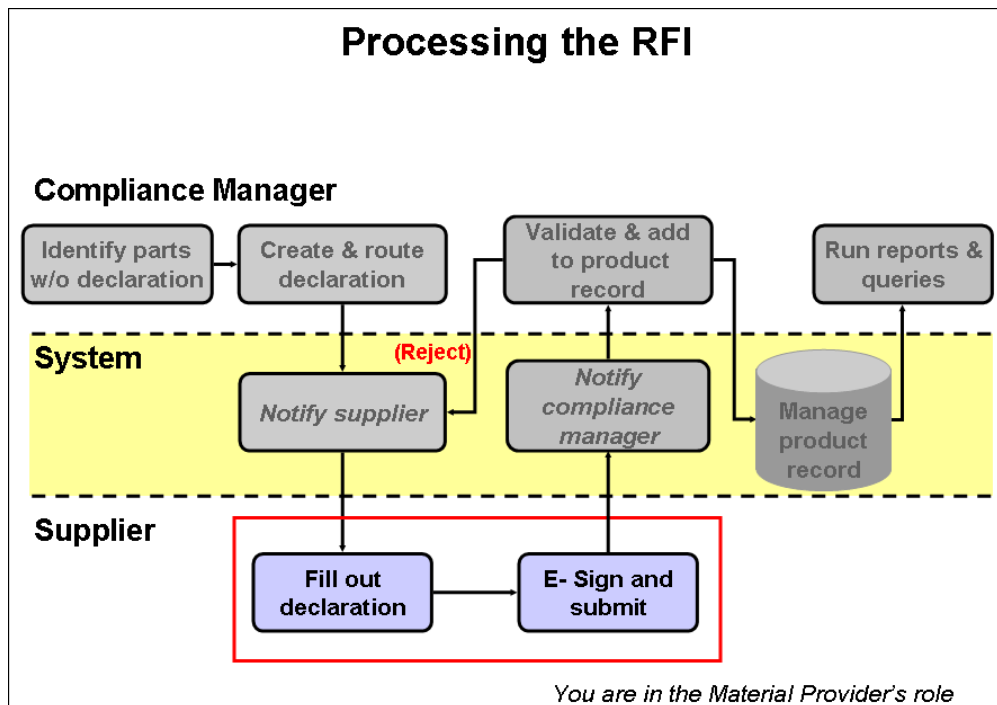 Processing the RFI
Compliance Manager
Identify parts
w/o declaration
Create & route
declaration
Validate & add
to product
record
Run reports &
queries
System
(Reject)
Notify supplier
Notify
compliance
manager
Manage
product
record
Supplier
Fill out
declaration
E- Sign and
submit
You are in the Material Provider's role